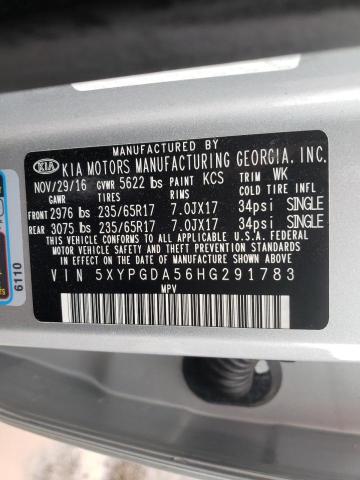 MANUFACTURED BY
KIA KIA MOTORS MANUFACTURING GEORGIA, INC.
NOV/29/16 GVWR 5622 lbs PAINT KCS TRIM WK
GAWR TIRES RIMS COLD TIRE INFL
FRONT 2976 lbs 235/65R17 7.0JX17 34psi SINGLE
REAR 3075 lbs 235/65R17 7.0JX17 34psi SINGLE
THIS VEHICLE CONFORMS TO ALL APPLICABLE U.S.A. FEDERAL
MOTOR VEHICLE SAFETY AND THEFT PREVENTION STANDARDS
IN EFFECT ON THE DATE OF MANUFACTURE SHOWN ABOVE.
VIN 5XYPGDA56HG291783
MPV
6110